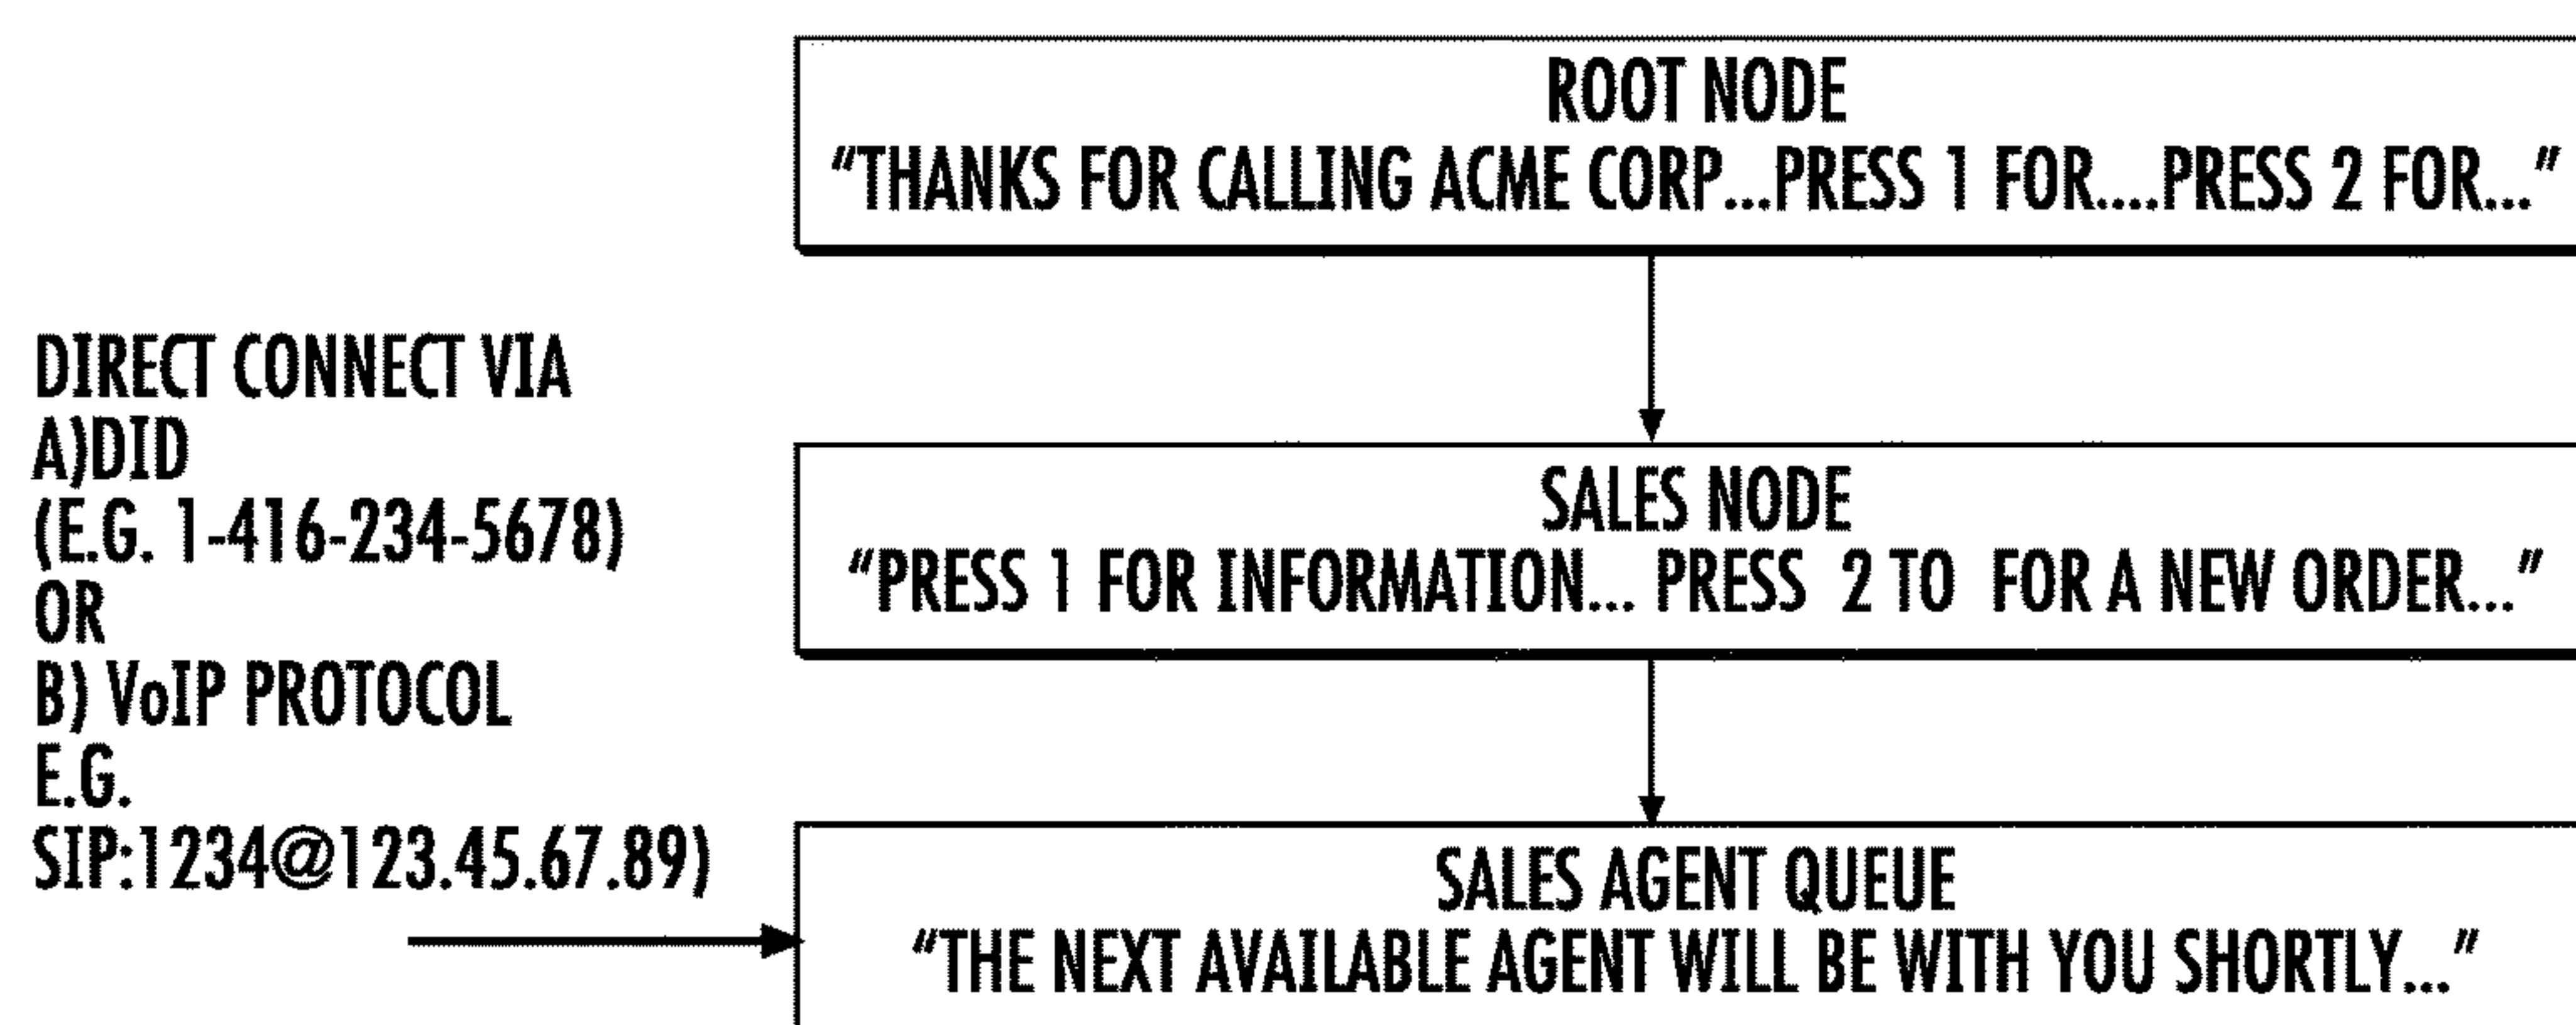 ROOT NODE
"THANKS FOR CALLING ACME CORP...PRESS 1 FOR....PRESS 2 FOR..."
DIRECT CONNECT VIA
A)DID
(E.G. 1-416-234-5678)
OR
B) VoIP PROTOCOL
E.G.
SIP:1234@123.45.67.89)
SALES NODE
"PRESS 1 FOR INFORMATION... PRESS 2 TO FOR A NEW ORDER..."
SALES AGENT QUEUE
"THE NEXT AVAILABLE AGENT WILL BE WITH YOU SHORTLY..."